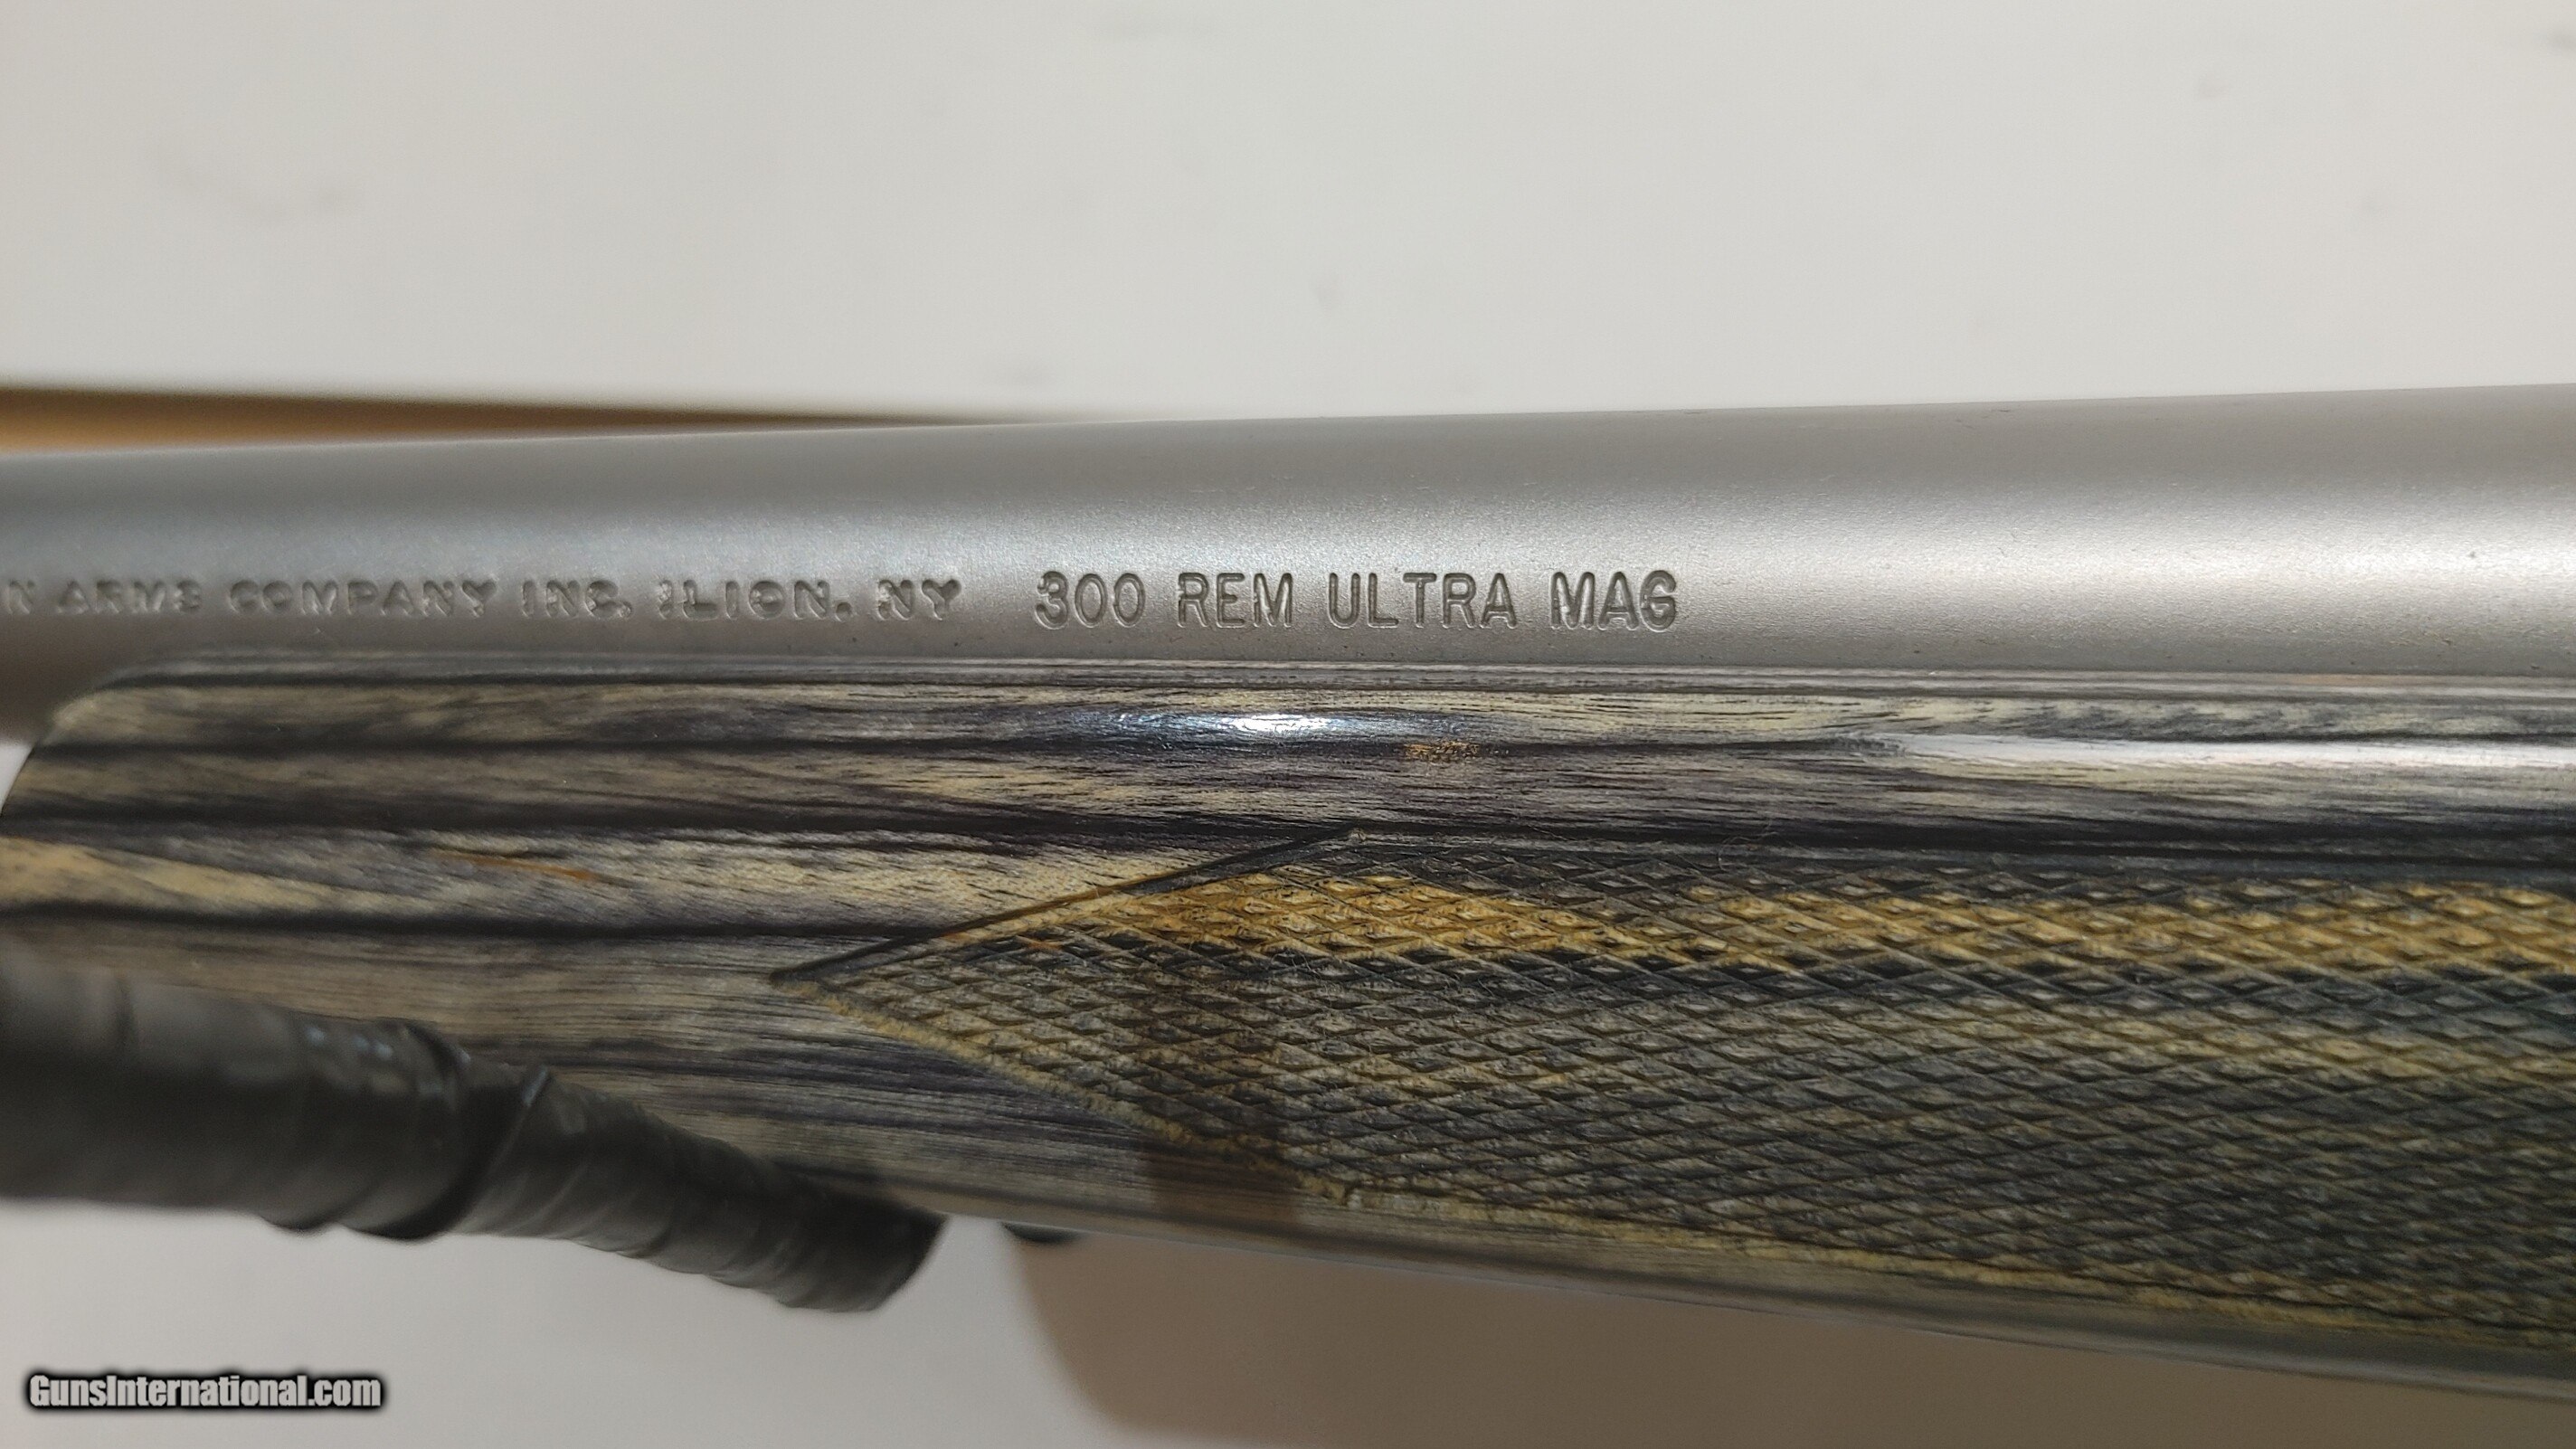 N ARMS COMPANY INC. ILION, NY 300 REM ULTRA MAG
GunsInternational.com